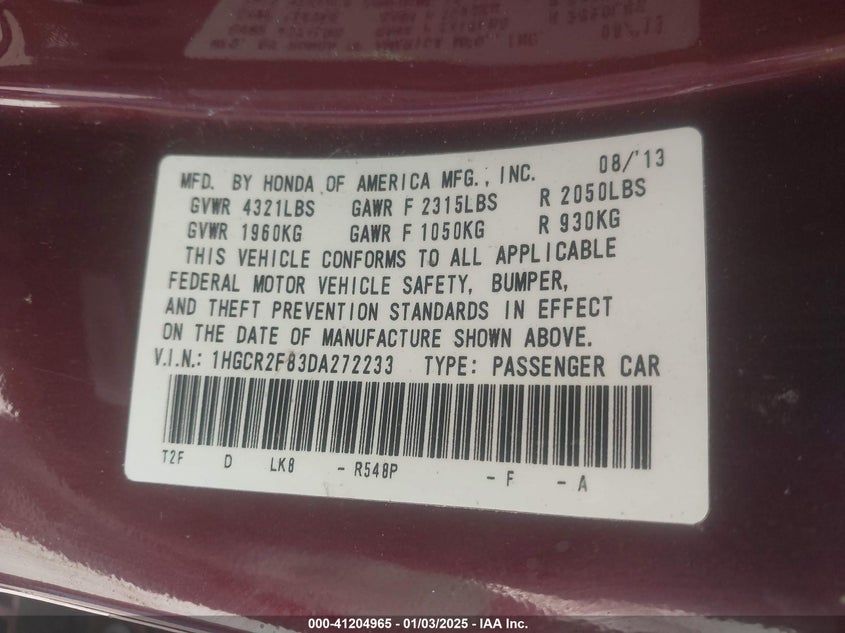 MFD. BY HONDA OF AMERICA MFG., INC. 08/'13
GVWR 4321LBS GAWR F 2315LBS R 2050LBS
GVWR 1960KG GAWR F 1050KG R 930KG
THIS VEHICLE CONFORMS TO ALL APPLICABLE
FEDERAL MOTOR VEHICLE SAFETY, BUMPER,
AND THEFT PREVENTION STANDARDS IN EFFECT
ON THE DATE OF MANUFACTURE SHOWN ABOVE.
V.I.N.: 1HGCR2F83DA272233 TYPE: PASSENGER CAR
T2F D LK8 - R548P - F - A
000-41204965 - 01/03/2025 - IAA Inc.